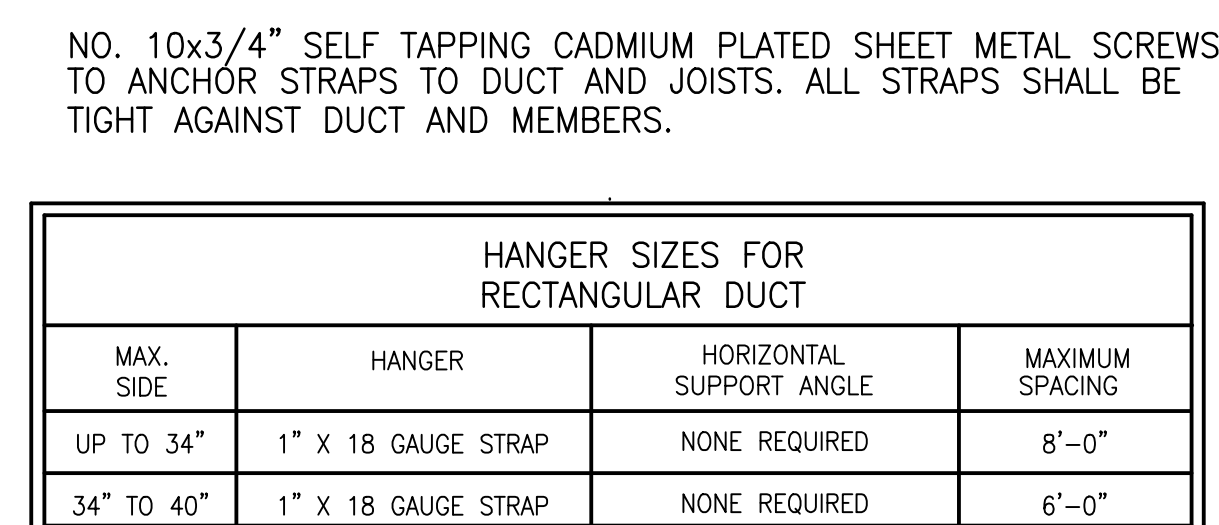 NO. 10x3/4” SELF TAPPING CADMIUM PLATED SHEET METAL SCREWS
TO ANCHOR STRAPS TO DUCT AND JOISTS. ALL STRAPS SHALL BE
TIGHT AGAINST DUCT AND MEMBERS.
HANGER SIZES FOR
RECTANGULAR DUCT
MAX.
SIDE
HANGER
HORIZONTAL
SUPPORT ANGLE
MAXIMUM
SPACING
UP TO 34” 1” X 18 GAUGE STRAP NONE REQUIRED 8’–0”
34” TO 40” 1” X 18 GAUGE STRAP NONE REQUIRED 6’–0”